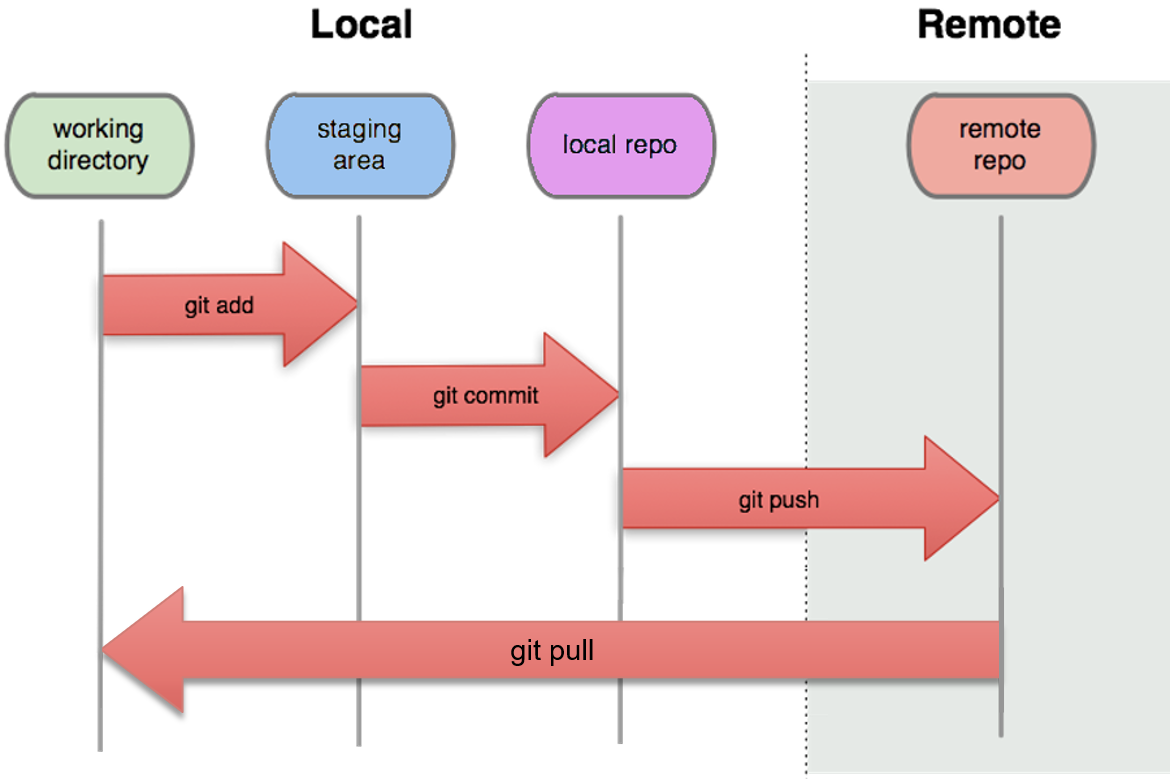 Local
Remote
working
directory
staging
area
local repo
remote
repo
git add
git commit
git push
git pull